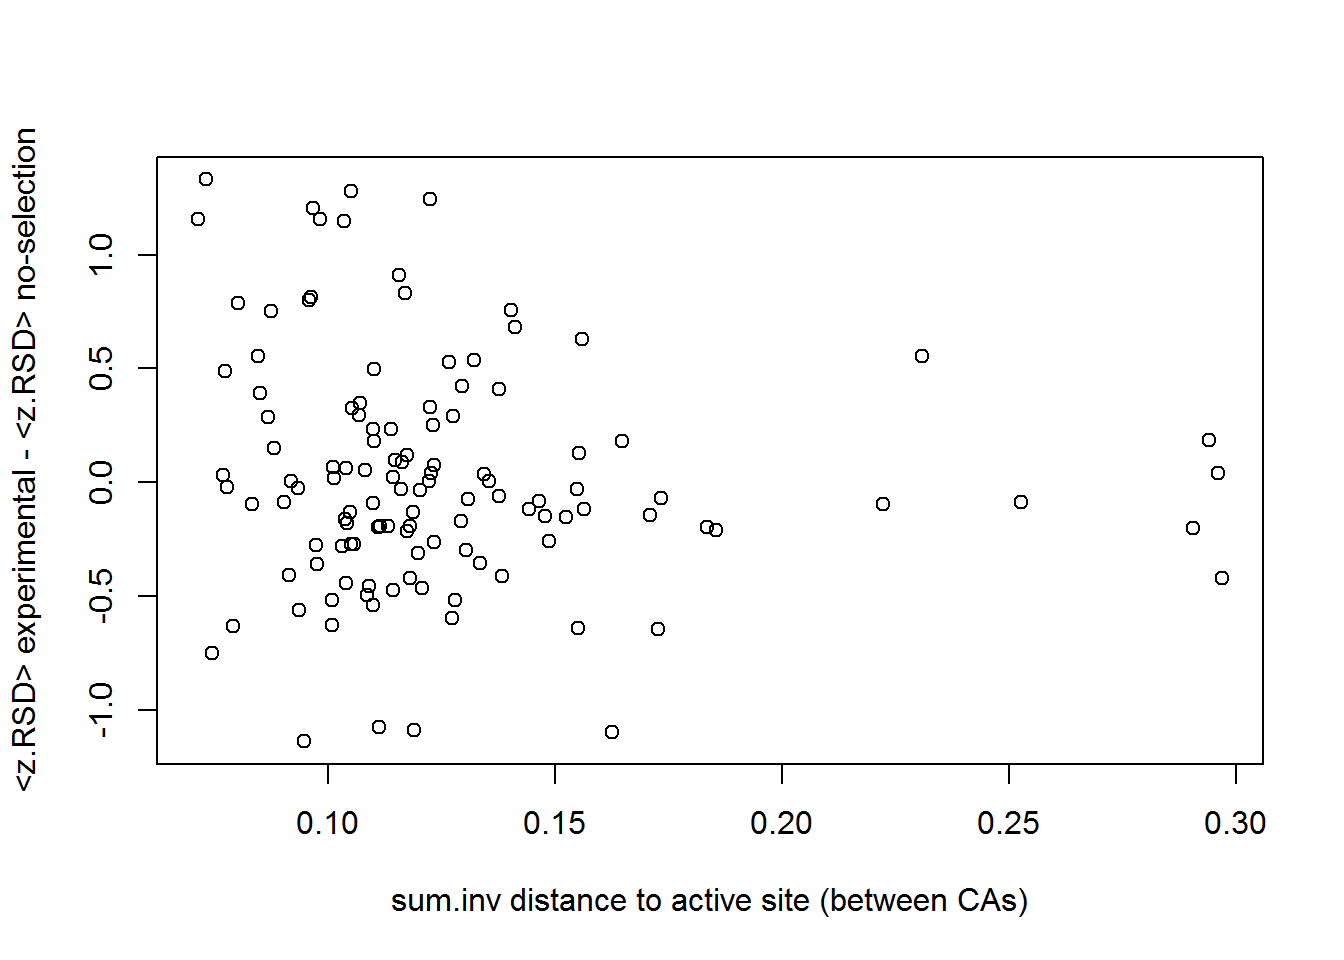 <z.RSD> experimental - <z.RSD> no-selection
1.0
0.5
0.0
-0.5
-1.0
0.10 0.15 0.20 0.25 0.30
sum.inv distance to active site (between CAs)